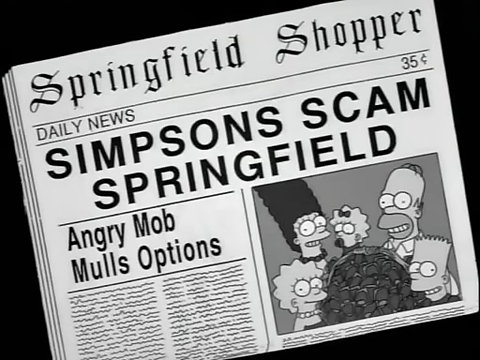 Springfield Shopper
35¢
DAILY NEWS
SIMPSONS SCAM
SPRINGFIELD
Angry Mob
Mulls Options